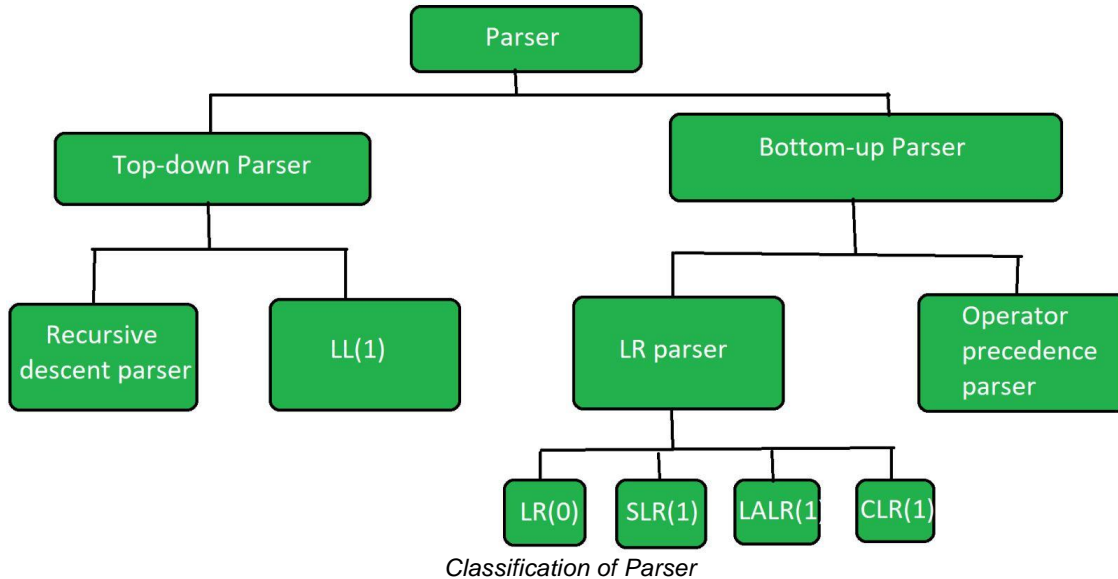 Parser
Top-down Parser
Bottom-up Parser
Recursive
descent parser
LL(1)
LR parser
Operator
precedence
parser
LR(0)
SLR(1)
LALR(1)
CLR(1)
Classification of Parser